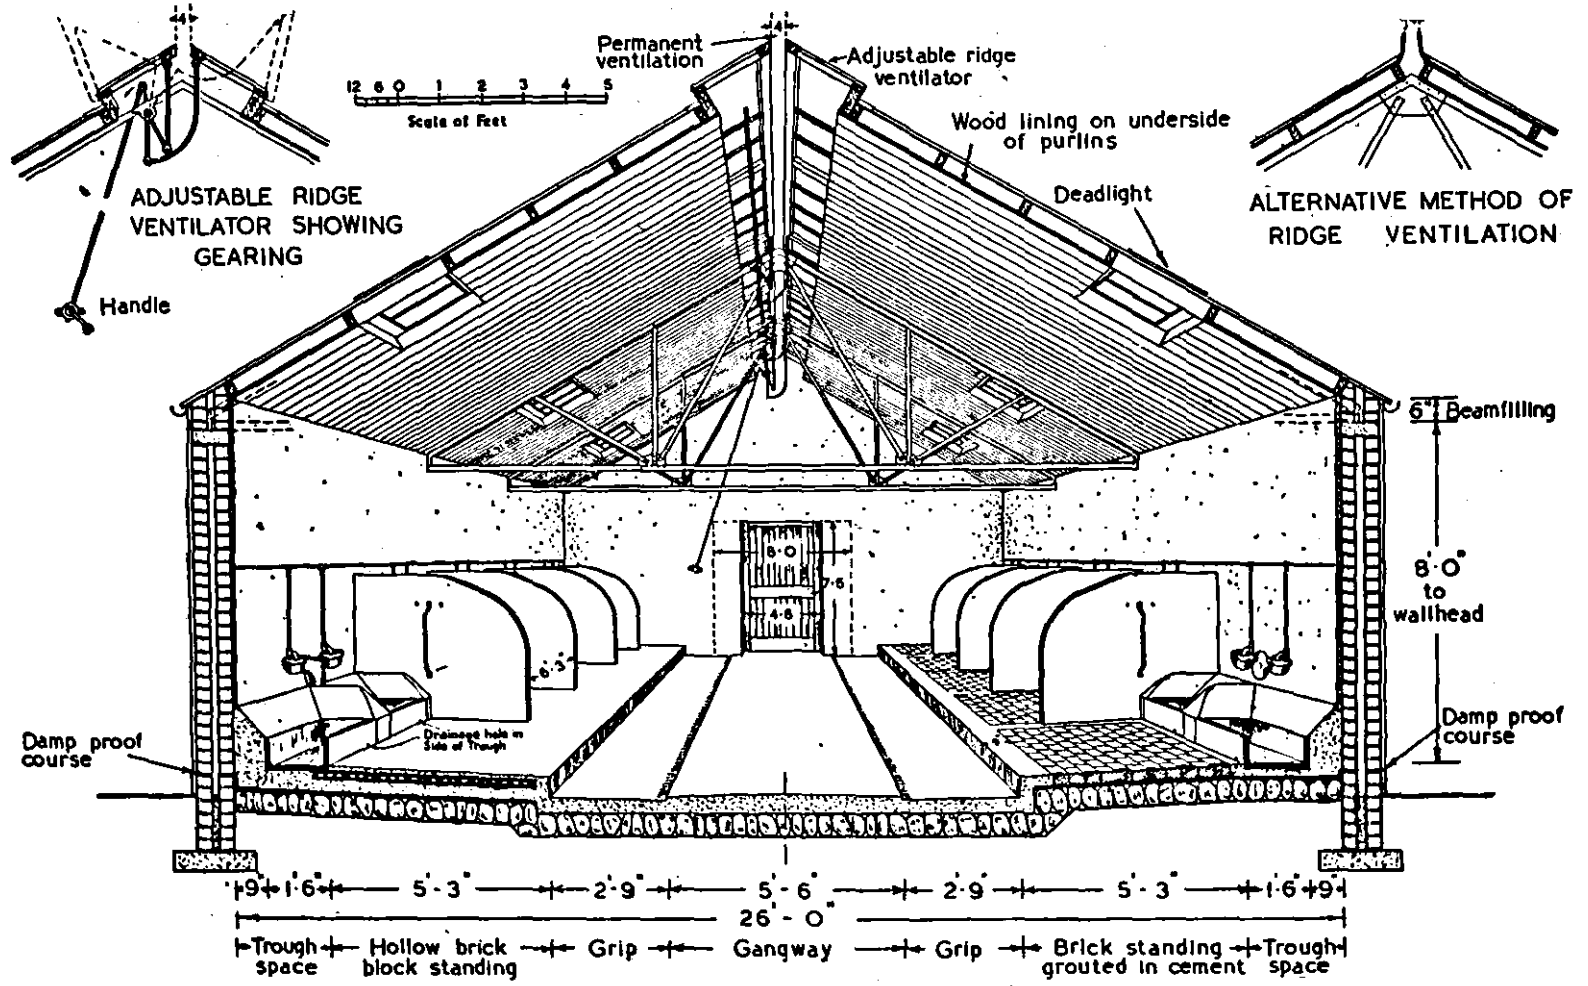 4
ADJUSTABLE RIDGE
VENTILATOR SHOWING
GEARING
Handle
12 6 0 1 2 3 4 5
Scale of Feet
Permanent
ventilation
4
Adjustable ridge
ventilator
Wood lining on underside
of purlins
Deadlight
ALTERNATIVE METHOD OF
RIDGE VENTILATION
6" Beamfilling
8'-0"
to
wallhead
8-0
7-6
6'-3"
Drainage hole in
Side of Trough
Damp proof
course
Damp proof
course
9" 1'-6" 5'-3" 2'-9" 5'-6" 2'-9" 5'-3" 1'-6" 9"
26'-0"
Trough
space
Hollow brick
block standing
Grip
Gangway
Grip
Brick standing
grouted in cement
Trough
space